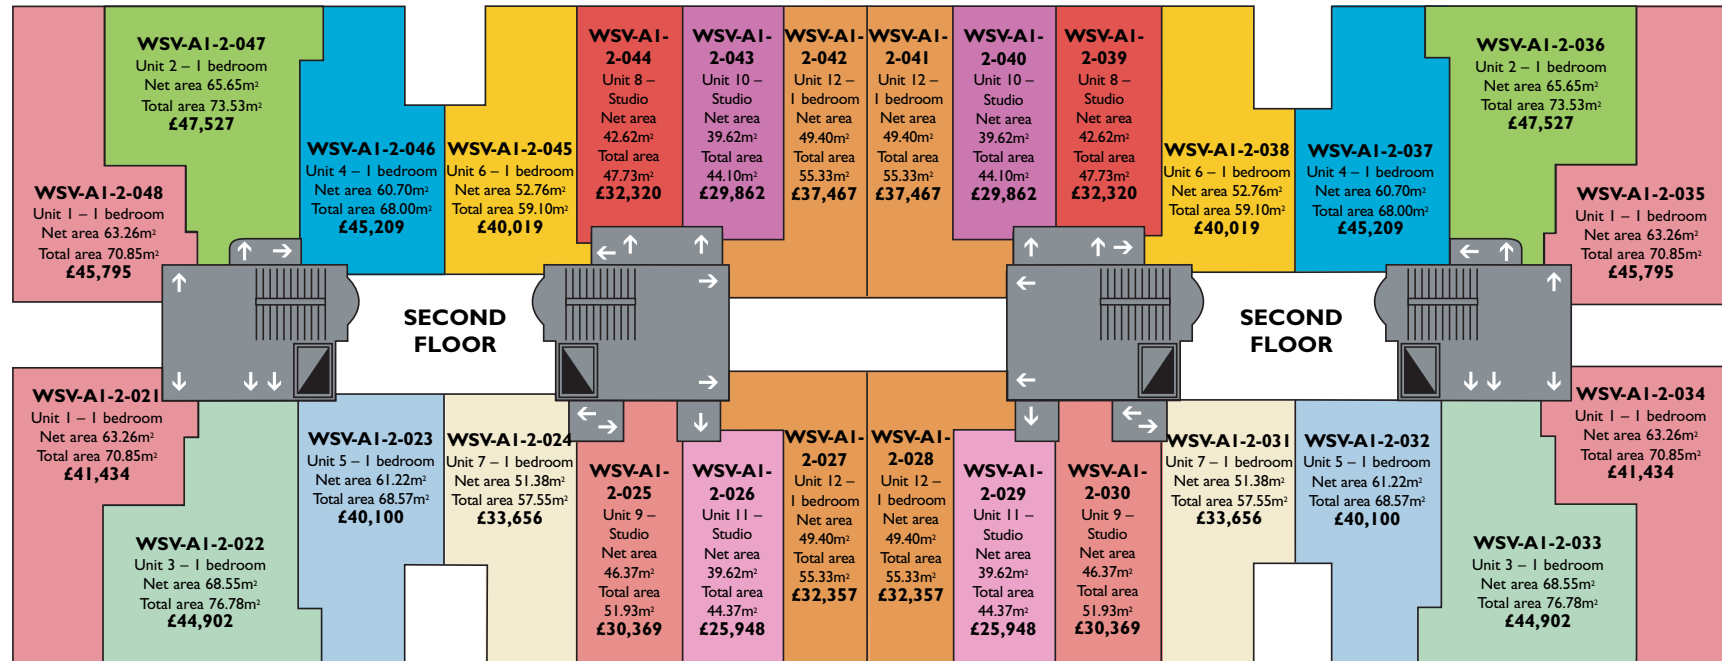 WSV-A1-2-047
Unit 2 – 1 bedroom
Net area 65.65m²
Total area 73.53m²
£47,527
WSV-A1-2-048
Unit 1 – 1 bedroom
Net area 63.26m²
Total area 70.85m²
£45,795
WSV-A1-2-046
Unit 4 – 1 bedroom
Net area 60.70m²
Total area 68.00m²
£45,209
WSV-A1-2-045
Unit 6 – 1 bedroom
Net area 52.76m²
Total area 59.10m²
£40,019
WSV-A1-
2-044
Unit 8 –
Studio
Net area
42.62m²
Total area
47.73m²
£32,320
WSV-A1-
2-043
Unit 10 –
Studio
Net area
39.62m²
Total area
44.10m²
£29,862
WSV-A1-
2-042
Unit 12 –
1 bedroom
Net area
49.40m²
Total area
55.33m²
£37,467
WSV-A1-
2-041
Unit 12 –
1 bedroom
Net area
49.40m²
Total area
55.33m²
£37,467
WSV-A1-
2-040
Unit 10 –
Studio
Net area
39.62m²
Total area
44.10m²
£29,862
WSV-A1-
2-039
Unit 8 –
Studio
Net area
42.62m²
Total area
47.73m²
£32,320
WSV-A1-2-038
Unit 6 – 1 bedroom
Net area 52.76m²
Total area 59.10m²
£40,019
WSV-A1-2-037
Unit 4 – 1 bedroom
Net area 60.70m²
Total area 68.00m²
£45,209
WSV-A1-2-036
Unit 2 – 1 bedroom
Net area 65.65m²
Total area 73.53m²
£47,527
WSV-A1-2-035
Unit 1 – 1 bedroom
Net area 63.26m²
Total area 70.85m²
£45,795
SECOND
FLOOR
SECOND
FLOOR
WSV-A1-2-021
Unit 1 – 1 bedroom
Net area 63.26m²
Total area 70.85m²
£41,434
WSV-A1-2-022
Unit 3 – 1 bedroom
Net area 68.55m²
Total area 76.78m²
£44,902
WSV-A1-2-023
Unit 5 – 1 bedroom
Net area 61.22m²
Total area 68.57m²
£40,100
WSV-A1-2-024
Unit 7 – 1 bedroom
Net area 51.38m²
Total area 57.55m²
£33,656
WSV-A1-
2-025
Unit 9 –
Studio
Net area
46.37m²
Total area
51.93m²
£30,369
WSV-A1-
2-026
Unit 11 –
Studio
Net area
39.62m²
Total area
44.37m²
£25,948
WSV-A1-
2-027
Unit 12 –
1 bedroom
Net area
49.40m²
Total area
55.33m²
£32,357
WSV-A1-
2-028
Unit 12 –
1 bedroom
Net area
49.40m²
Total area
55.33m²
£32,357
WSV-A1-
2-029
Unit 11 –
Studio
Net area
39.62m²
Total area
44.37m²
£25,948
WSV-A1-
2-030
Unit 9 –
Studio
Net area
46.37m²
Total area
51.93m²
£30,369
WSV-A1-2-031
Unit 7 – 1 bedroom
Net area 51.38m²
Total area 57.55m²
£33,656
WSV-A1-2-032
Unit 5 – 1 bedroom
Net area 61.22m²
Total area 68.57m²
£40,100
WSV-A1-2-033
Unit 3 – 1 bedroom
Net area 68.55m²
Total area 76.78m²
£44,902
WSV-A1-2-034
Unit 1 – 1 bedroom
Net area 63.26m²
Total area 70.85m²
£41,434